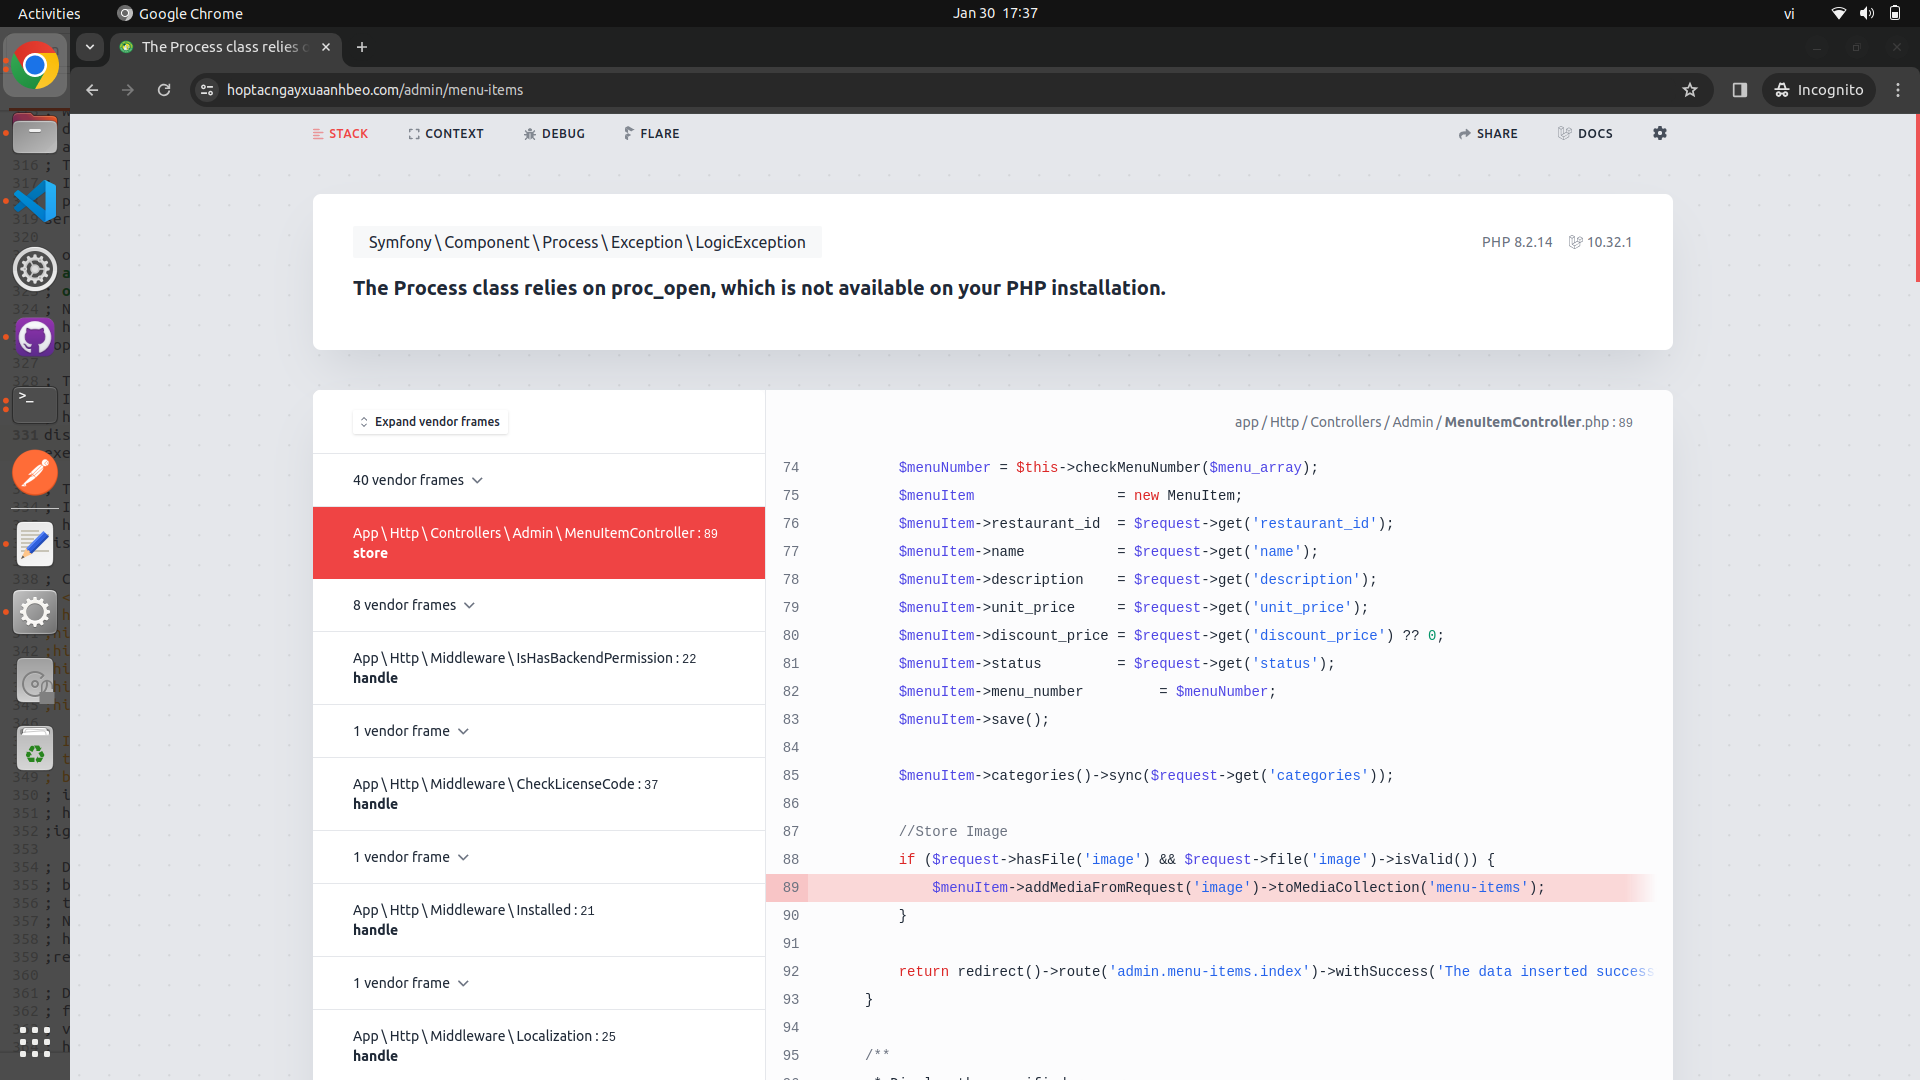 Activities
Google Chrome
Jan 30 17:37
vi
The Process class relies o
hoptacngayxuaanhbeo.com/admin/menu-items
Incognito
STACK
CONTEXT
DEBUG
FLARE
SHARE
DOCS
Symfony\Component\Process\Exception\LogicException
PHP 8.2.14
10.32.1
The Process class relies on proc_open, which is not available on your PHP installation.
Expand vendor frames
40 vendor frames
App\Http\Controllers\Admin\MenuItemController:89
store
8 vendor frames
App\Http\Middleware\IsHasBackendPermission:22
handle
1 vendor frame
App\Http\Middleware\CheckLicenseCode:37
handle
1 vendor frame
App\Http\Middleware\Installed:21
handle
1 vendor frame
App\Http\Middleware\Localization:25
handle
app/Http/Controllers/Admin/MenuItemController.php:89
74 $menuNumber = $this->checkMenuNumber($menu_array);
75 $menuItem = new MenuItem;
76 $menuItem->restaurant_id = $request->get('restaurant_id');
77 $menuItem->name = $request->get('name');
78 $menuItem->description = $request->get('description');
79 $menuItem->unit_price = $request->get('unit_price');
80 $menuItem->discount_price = $request->get('discount_price') ?? 0;
81 $menuItem->status = $request->get('status');
82 $menuItem->menu_number = $menuNumber;
83 $menuItem->save();
84
85 $menuItem->categories()->sync($request->get('categories'));
86
87 //Store Image
88 if ($request->hasFile('image') && $request->file('image')->isValid()) {
89 $menuItem->addMediaFromRequest('image')->toMediaCollection('menu-items');
90 }
91
92 return redirect()->route('admin.menu-items.index')->withSuccess('The data inserted success
93 }
94
95 /**